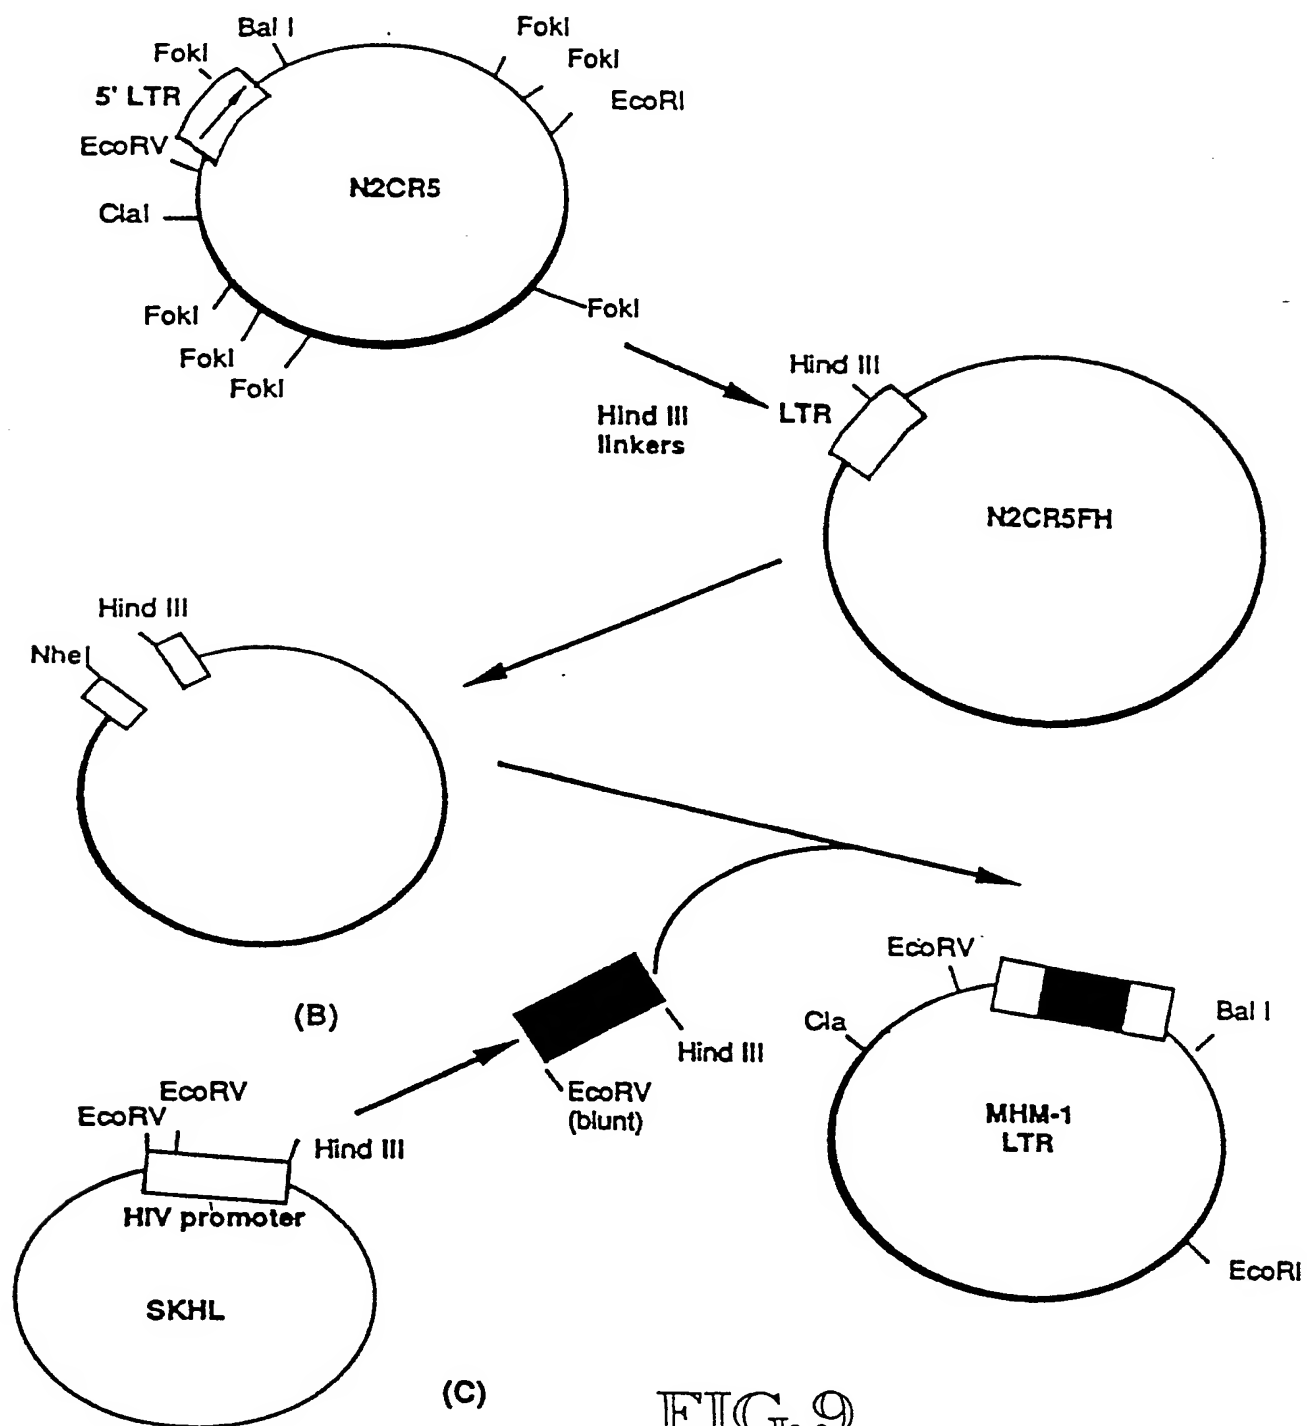 Bal I
FokI
FokI
FokI
5' LTR
EcoRI
EcoRV
N2CR5
ClaI
FokI
FokI
FokI
FokI
Hind III
linkers
Hind III
LTR
N2CR5FH
Hind III
NheI
(B)
EcoRV
(blunt)
Hind III
EcoRV
Cla
Bal I
MHM-1
LTR
EcoRI
EcoRV
EcoRV
Hind III
HIV promoter
SKHL
(C)
FIG. 9